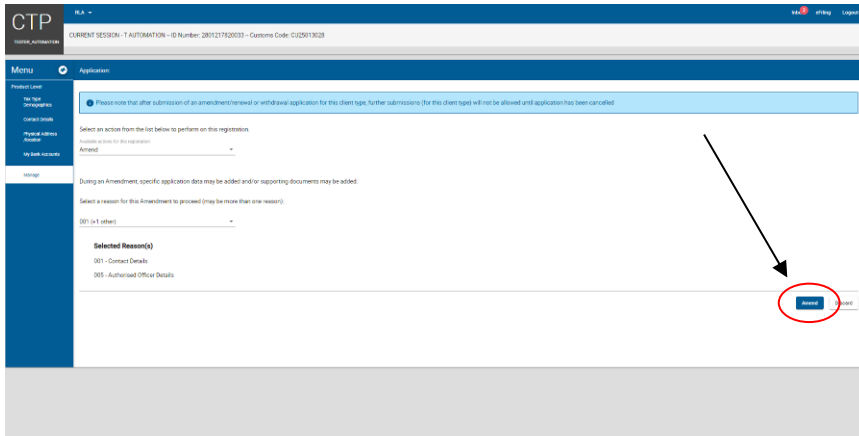 CTP
TESTER_AUTOMATION
RLA
Inbox 3 eFiling Logout
CURRENT SESSION - T AUTOMATION – ID Number: 2801217820033 – Customs Code: CU25013028
Menu
Application
Product Level
Tax Type
Demographics
Contact Details
Physical Address
/location
My Bank Accounts
Manage
Please note that after submission of an amendment/renewal or withdrawal application for this client type, further submissions (for this client type) will not be allowed until application has been cancelled
Select an action from the list below to perform on this registration.
Available actions for this registration
Amend
During an Amendment, specific application data may be added and/or supporting documents may be added.
Select a reason for this Amendment to proceed (may be more than one reason):
001 (+1 other)
Selected Reason(s)
001 - Contact Details
005 - Authorised Officer Details
Amend Discard